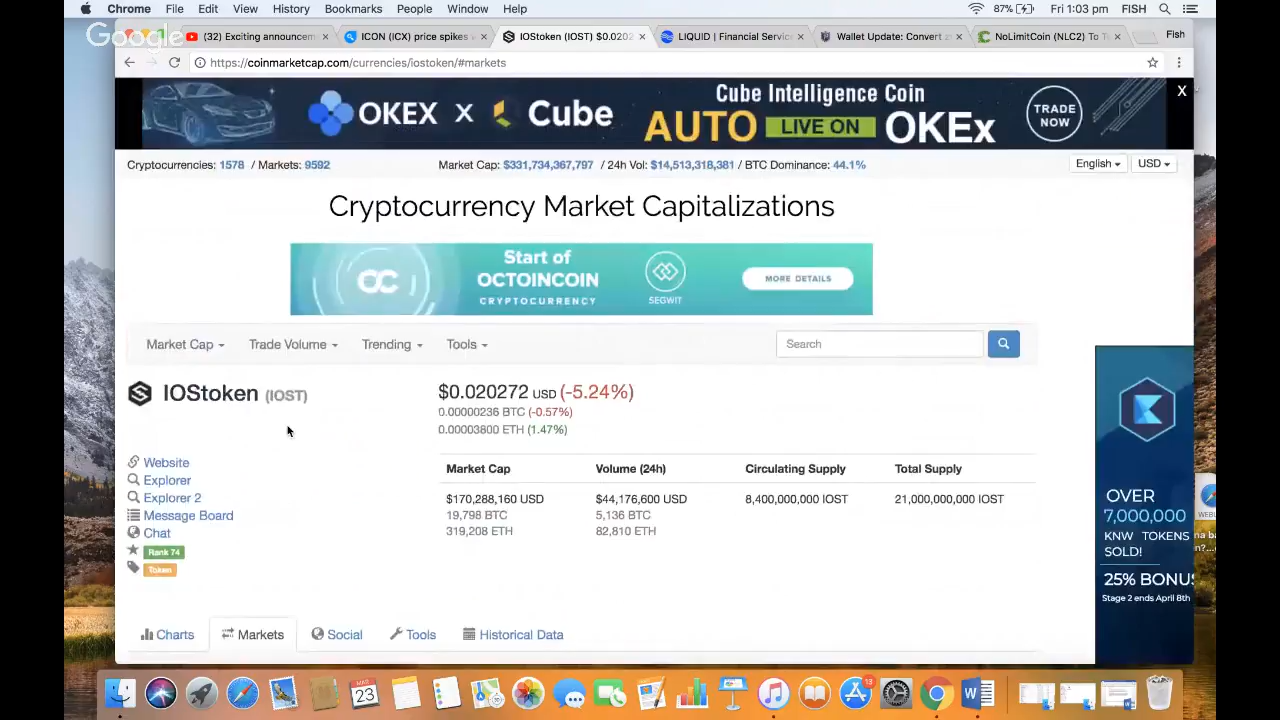 Chrome File Edit View History Bookmarks People Window Help 87% Fri 1:03 pm FISH
Google
(32) Exciting announcem ICON (ICX) price spikes IOStoken (IOST) $0.0202 LIQUID | Financial Service Wallet Update: Convert NoLimitCoin (NLC2) To Fish
https://coinmarketcap.com/currencies/iostoken/#markets
OKEX X Cube
Cube Intelligence Coin
AUTO LIVE ON OKEx
TRADE
NOW
X
Cryptocurrencies: 1578 / Markets: 9592 Market Cap: $331,734,367,797 / 24h Vol: $14,513,318,381 / BTC Dominance: 44.1% English USD
Cryptocurrency Market Capitalizations
Start of
OCTOINCOIN
CRYPTOCURRENCY
SEGWIT
MORE DETAILS
Market Cap Trade Volume Trending Tools Search
IOStoken (IOST)
$0.020272 USD (-5.24%)
0.00000236 BTC (-0.57%)
0.00003800 ETH (1.47%)
Website
Explorer
Explorer 2
Message Board
Chat
Rank 74
Token
Market Cap Volume (24h) Circulating Supply Total Supply
$170,288,160 USD $44,176,600 USD 8,400,000,000 IOST 21,000,000,000 IOST
19,798 BTC 5,136 BTC
319,208 ETH 82,810 ETH
OVER
7,000,000
KNW TOKENS
SOLD!
25% BONUS
Stage 2 ends April 8th
Charts Markets Social Tools Historical Data
MAR
23
W